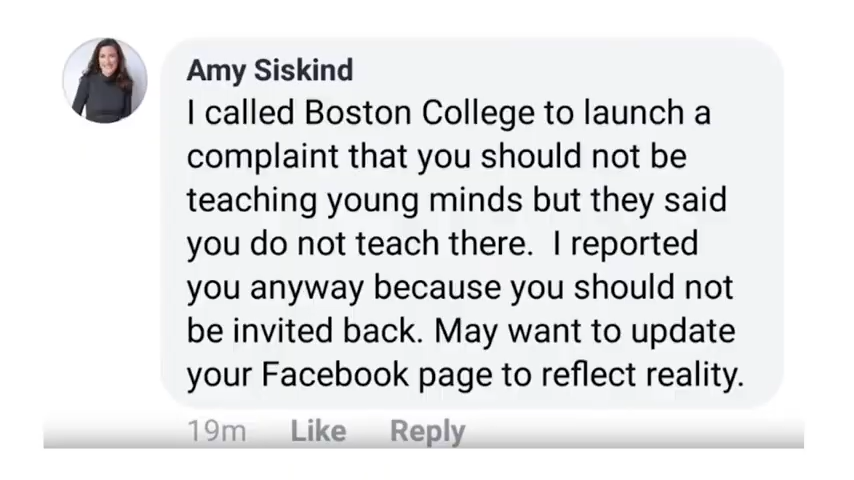 Amy Siskind
I called Boston College to launch a
complaint that you should not be
teaching young minds but they said
you do not teach there.  I reported
you anyway because you should not
be invited back. May want to update
your Facebook page to reflect reality.
19m Like Reply